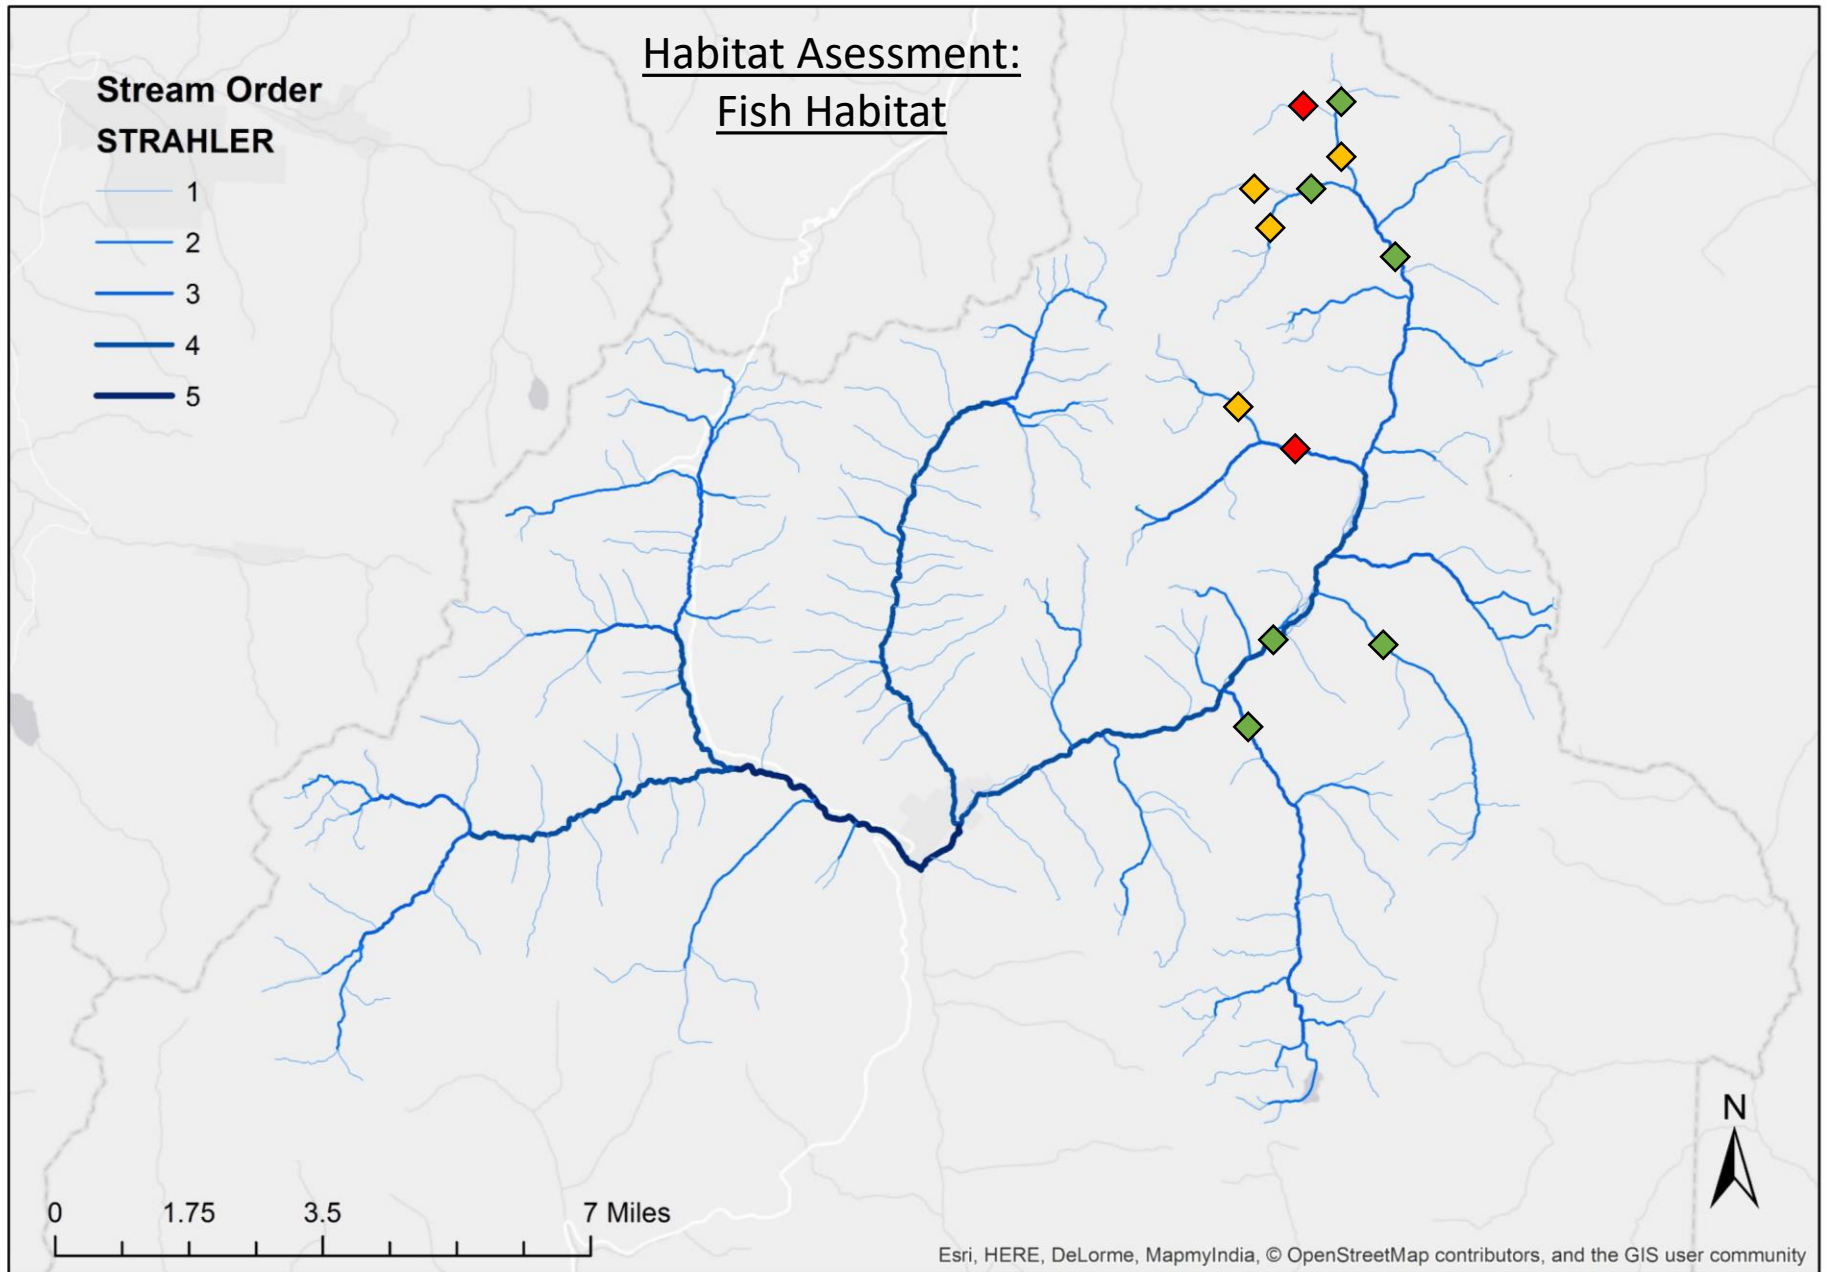 Habitat Asessment:
Fish Habitat
Stream Order
STRAHLER
1
2
3
4
5
N
0 1.75 3.5 7 Miles
Esri, HERE, DeLorme, MapmyIndia, © OpenStreetMap contributors, and the GIS user community